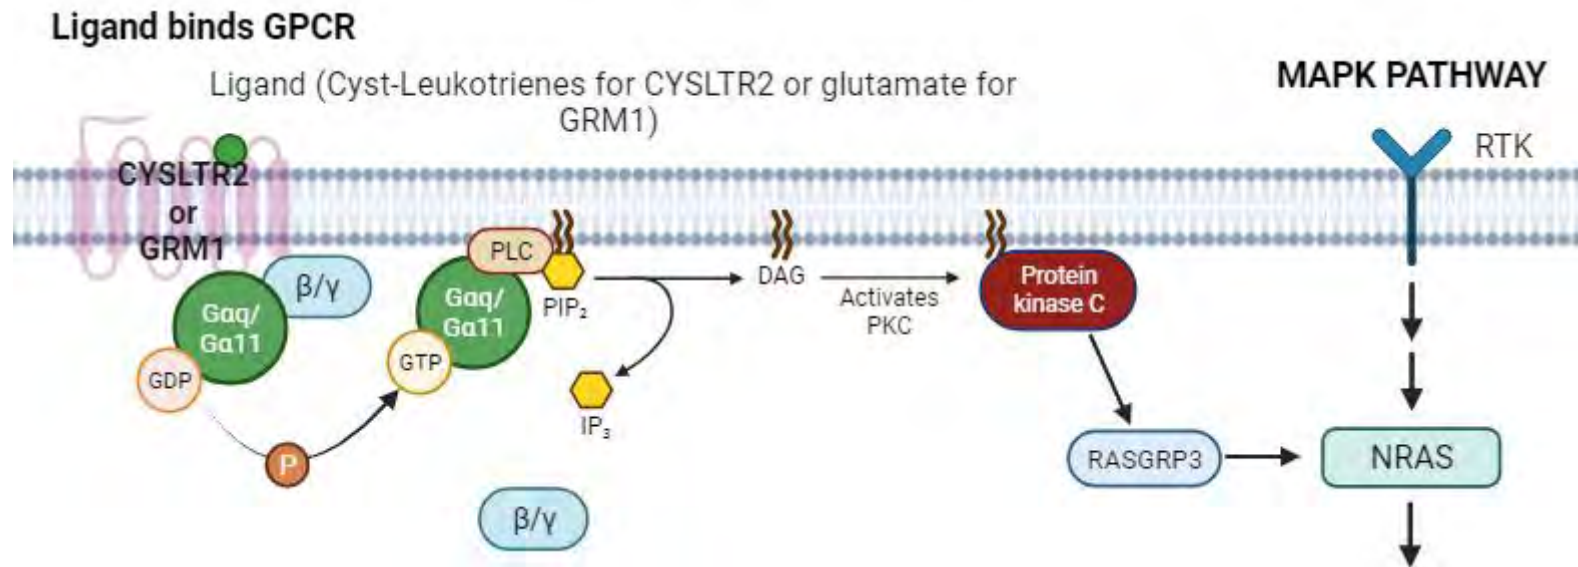 Ligand binds GPCR
Ligand (Cyst-Leukotrienes for CYSLTR2 or glutamate for
GRM1)
MAPK PATHWAY
RTK
CYSLTR2
or
GRM1
β/γ
Gαq/
Gα11
GDP
P
GTP
Gαq/
Gα11
PLC
PIP₂
IP₃
β/γ
DAG
Activates
PKC
Protein
kinase C
RASGRP3
NRAS